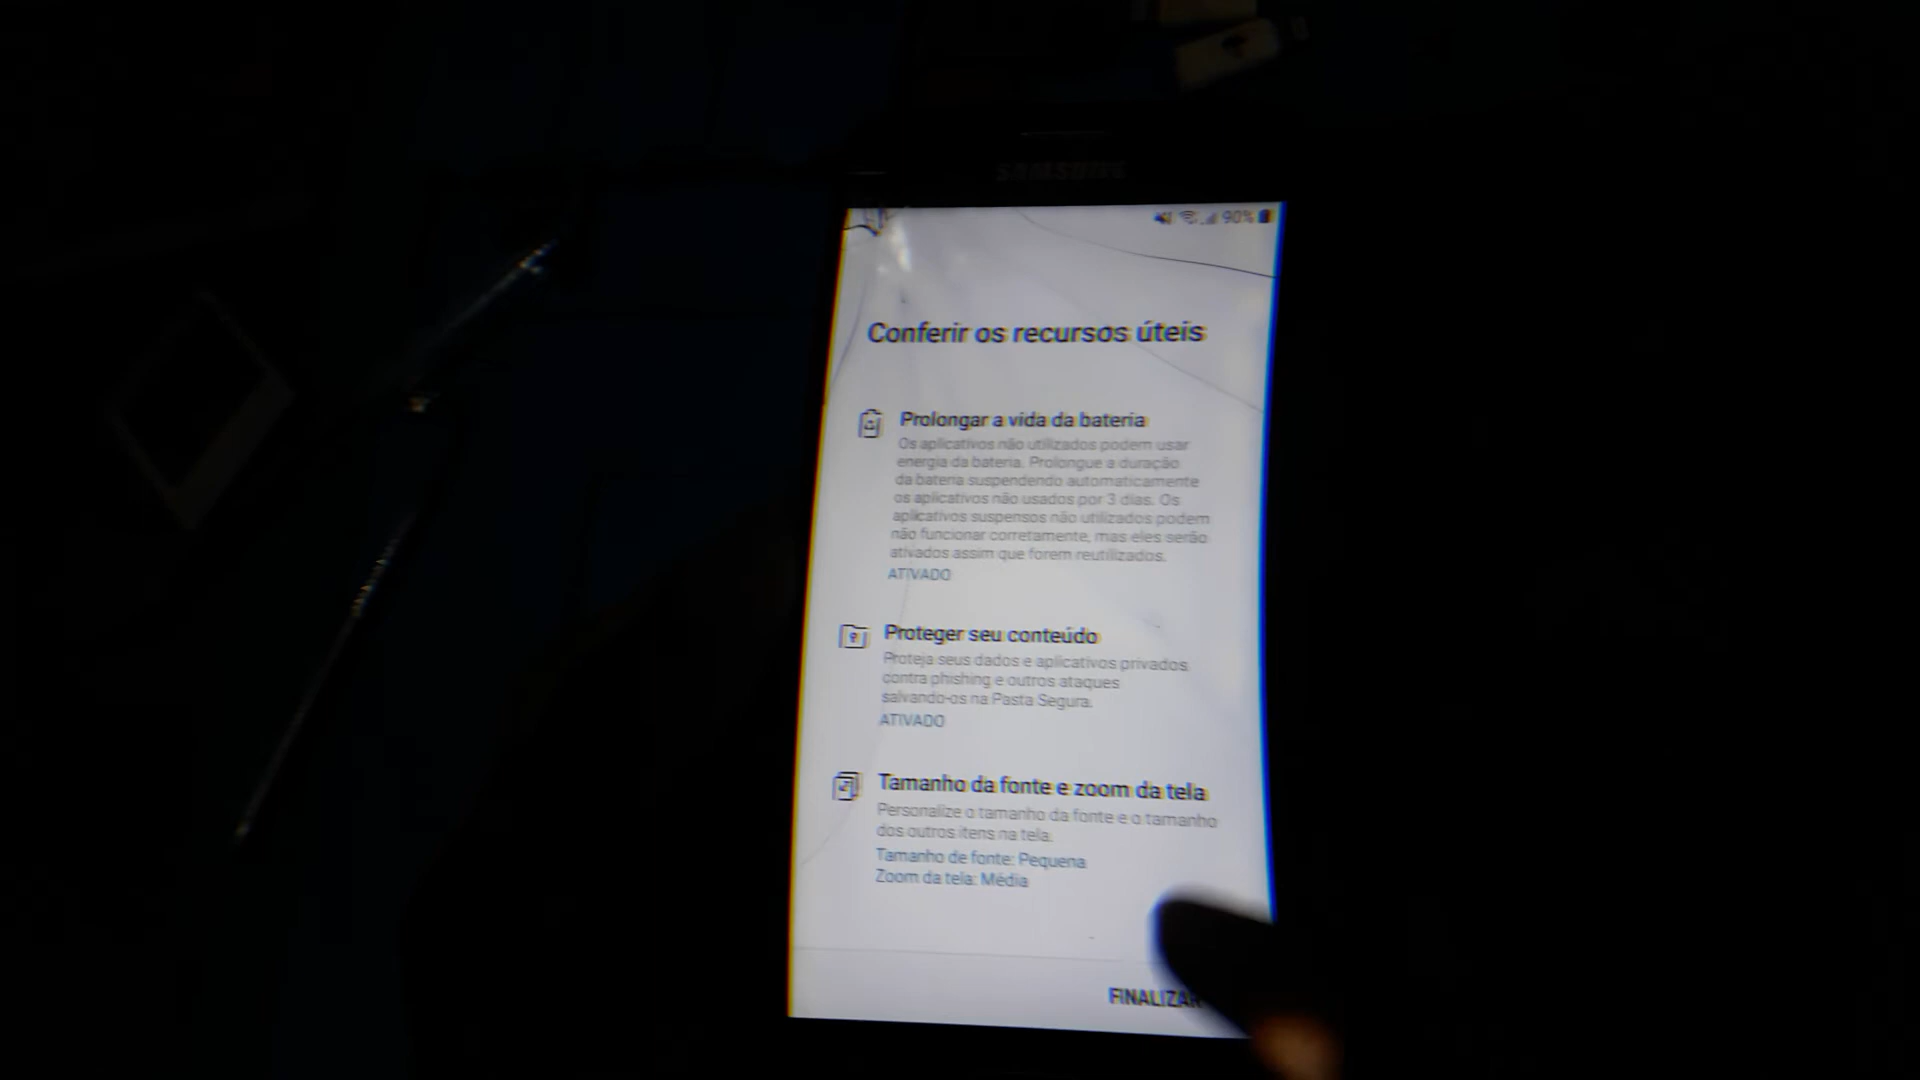 SAMSUNG
90%
Conferir os recursos úteis
Prolongar a vida da bateria
Os aplicativos não utilizados podem usar
energia da bateria. Prolongue a duração
da bateria suspendendo automaticamente
os aplicativos não usados por 3 dias. Os
aplicativos suspensos não utilizados podem
não funcionar corretamente, mas eles serão
ativados assim que forem reutilizados.
ATIVADO
Proteger seu conteúdo
Proteja seus dados e aplicativos privados
contra phishing e outros ataques
salvando-os na Pasta Segura.
ATIVADO
Tamanho da fonte e zoom da tela
Personalize o tamanho da fonte e o tamanho
dos outros itens na tela.
Tamanho de fonte: Pequena
Zoom da tela: Média
FINALIZAR